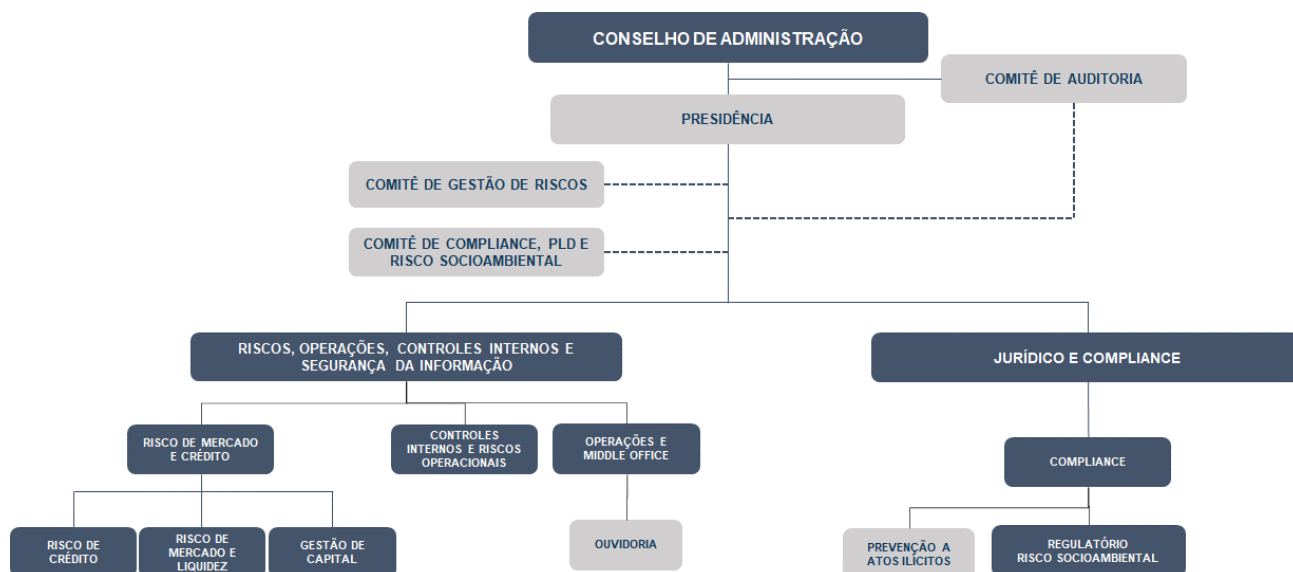 CONSELHO DE ADMINISTRAÇÃO
COMITÊ DE AUDITORIA
PRESIDÊNCIA
COMITÊ DE GESTÃO DE RISCOS
COMITÊ DE COMPLIANCE, PLD E
RISCO SOCIOAMBIENTAL
RISCOS, OPERAÇÕES, CONTROLES INTERNOS E
SEGURANÇA DA INFORMAÇÃO
JURÍDICO E COMPLIANCE
RISCO DE MERCADO
E CRÉDITO
CONTROLES
INTERNOS E RISCOS
OPERACIONAIS
OPERAÇÕES E
MIDDLE OFFICE
COMPLIANCE
RISCO DE
CRÉDITO
RISCO DE
MERCADO E
LIQUIDEZ
GESTÃO DE
CAPITAL
OUVIDORIA
PREVENÇÃO A
ATOS ILÍCITOS
REGULATÓRIO
RISCO SOCIOAMBIENTAL